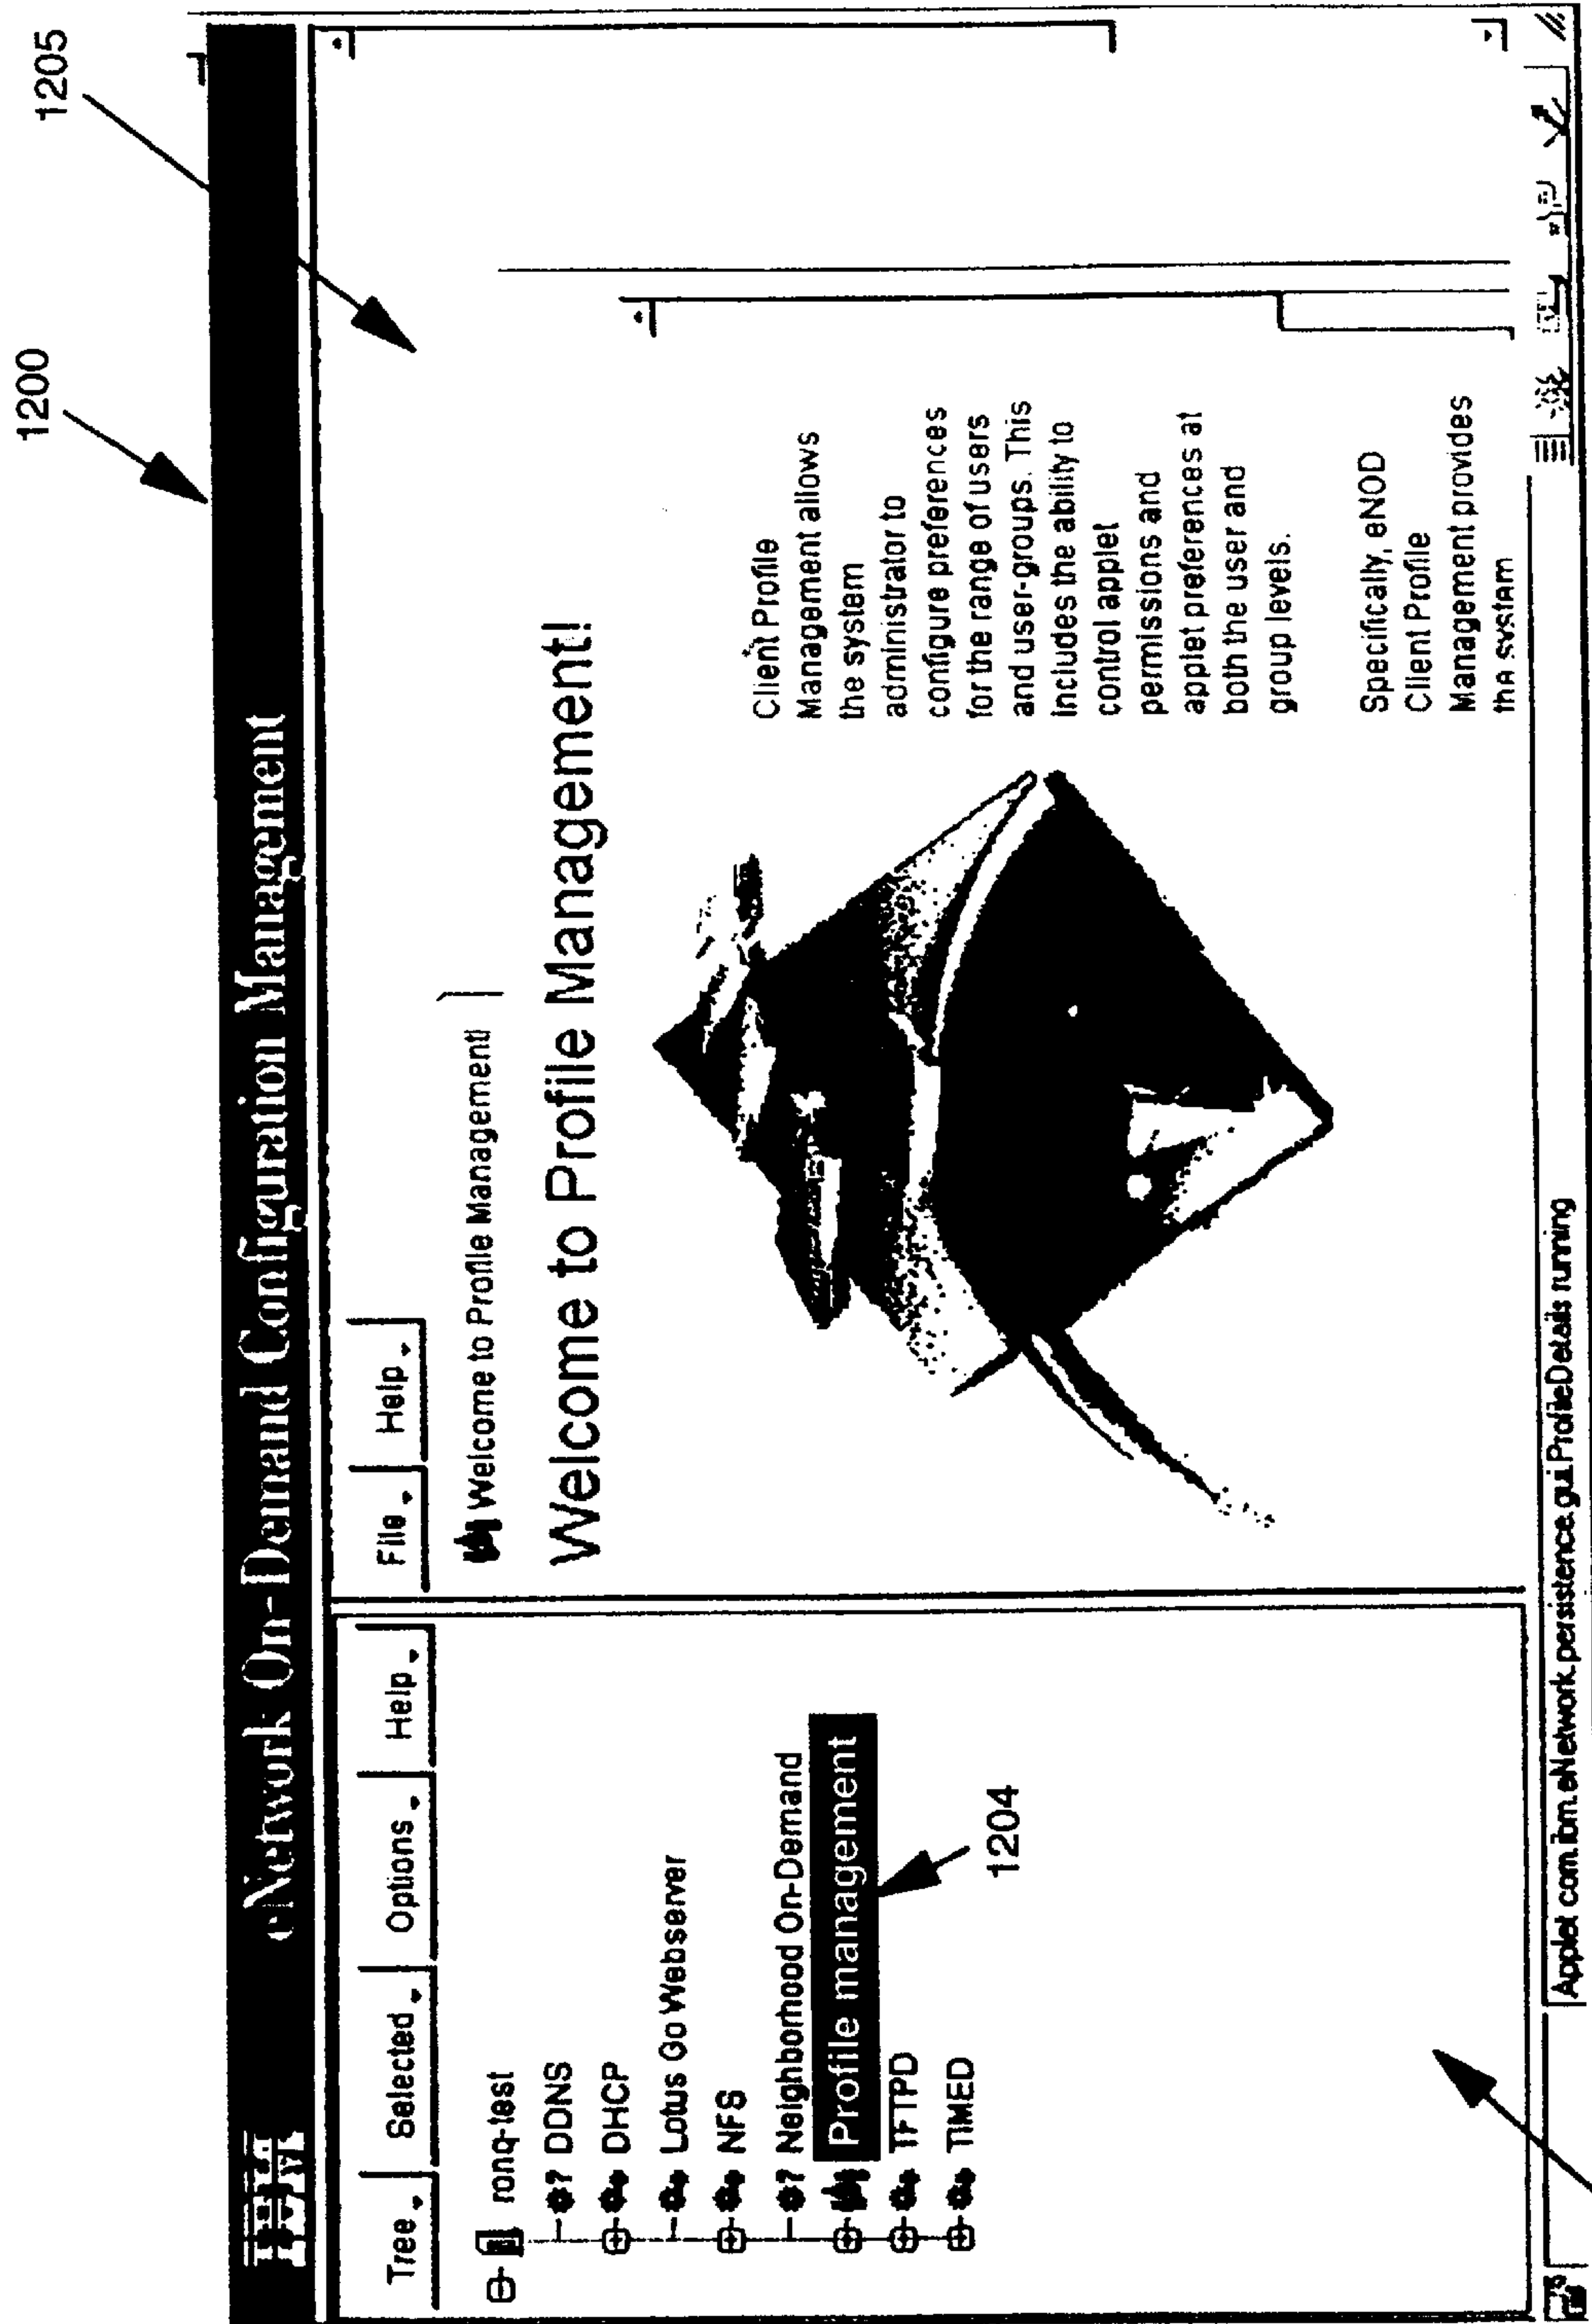 1200
1205
IBM eNetwork On-Demand Configuration Management
Tree Selected Options Help
ronq-test
? DDNS
DHCP
Lotus Go Webserver
NFS
? Neighborhood On-Demand
Profile management
TFTPD
TIMED
1204
File Help
Welcome to Profile Management!
Welcome to Profile Management!
Client Profile
Management allows
the system
administrator to
configure preferences
for the range of users
and user-groups. This
includes the ability to
control applet
permissions and
applet preferences at
both the user and
group levels.
Specifically, eNOD
Client Profile
Management provides
the system
Applet com.ibm.eNetwork.persistence.gui.ProfileDetails running